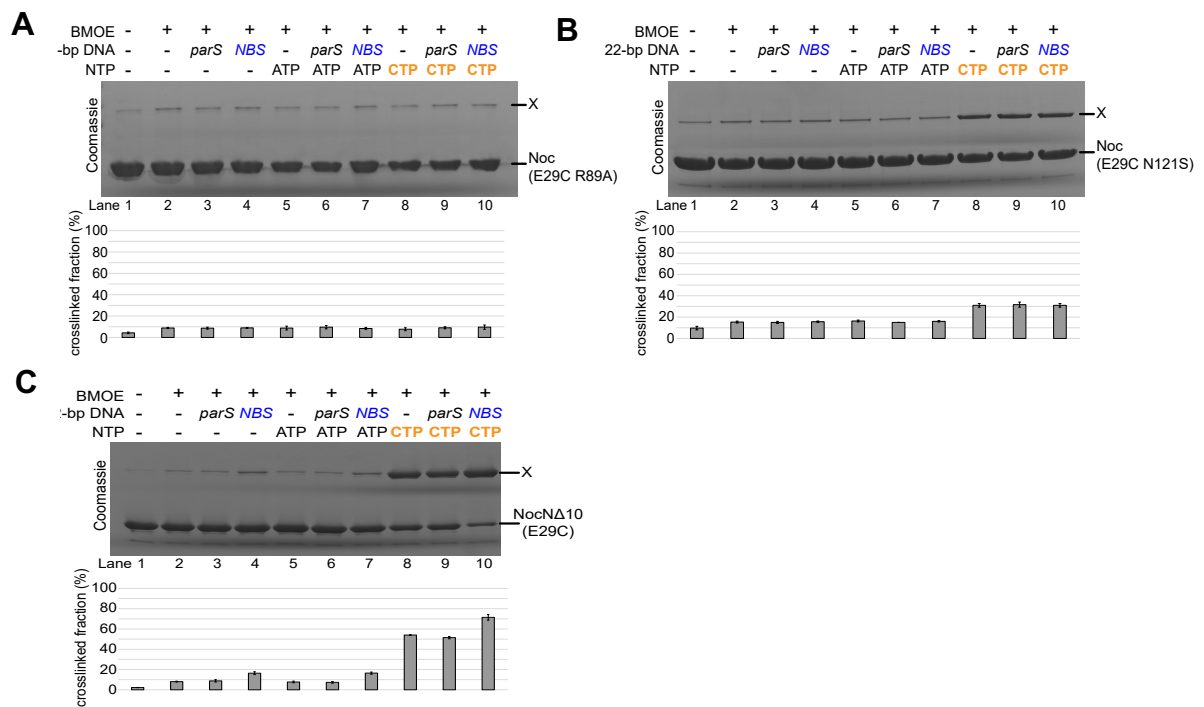 A
BMOE - + + + + + + + + +
-bp DNA - - parS NBS - parS NBS - parS NBS
NTP - - - - ATP ATP ATP CTP CTP CTP
Coomassie
X
Noc
(E29C R89A)
Lane 1 2 3 4 5 6 7 8 9 10
crosslinked fraction (%)
100
80
60
40
20
0
B
BMOE - + + + + + + + + +
22-bp DNA - - parS NBS - parS NBS - parS NBS
NTP - - - - ATP ATP ATP CTP CTP CTP
Coomassie
X
Noc
(E29C N121S)
Lane 1 2 3 4 5 6 7 8 9 10
crosslinked fraction (%)
100
80
60
40
20
0
C
BMOE - + + + + + + + + +
-bp DNA - - parS NBS - parS NBS - parS NBS
NTP - - - - ATP ATP ATP CTP CTP CTP
Coomassie
X
NocNΔ10
(E29C)
Lane 1 2 3 4 5 6 7 8 9 10
crosslinked fraction (%)
100
80
60
40
20
0